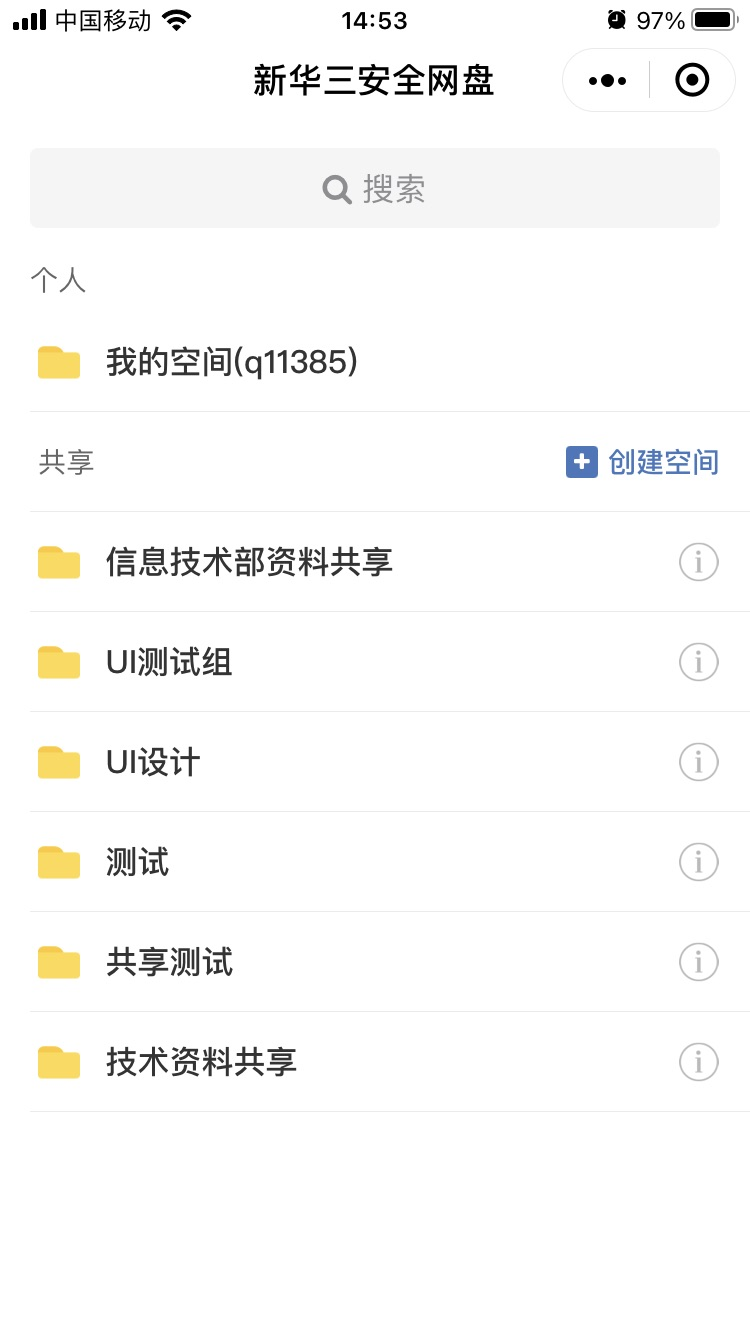 中国移动 14:53 97%
新华三安全网盘
搜索
个人
我的空间(q11385)
共享 创建空间
信息技术部资料共享
UI测试组
UI设计
测试
共享测试
技术资料共享